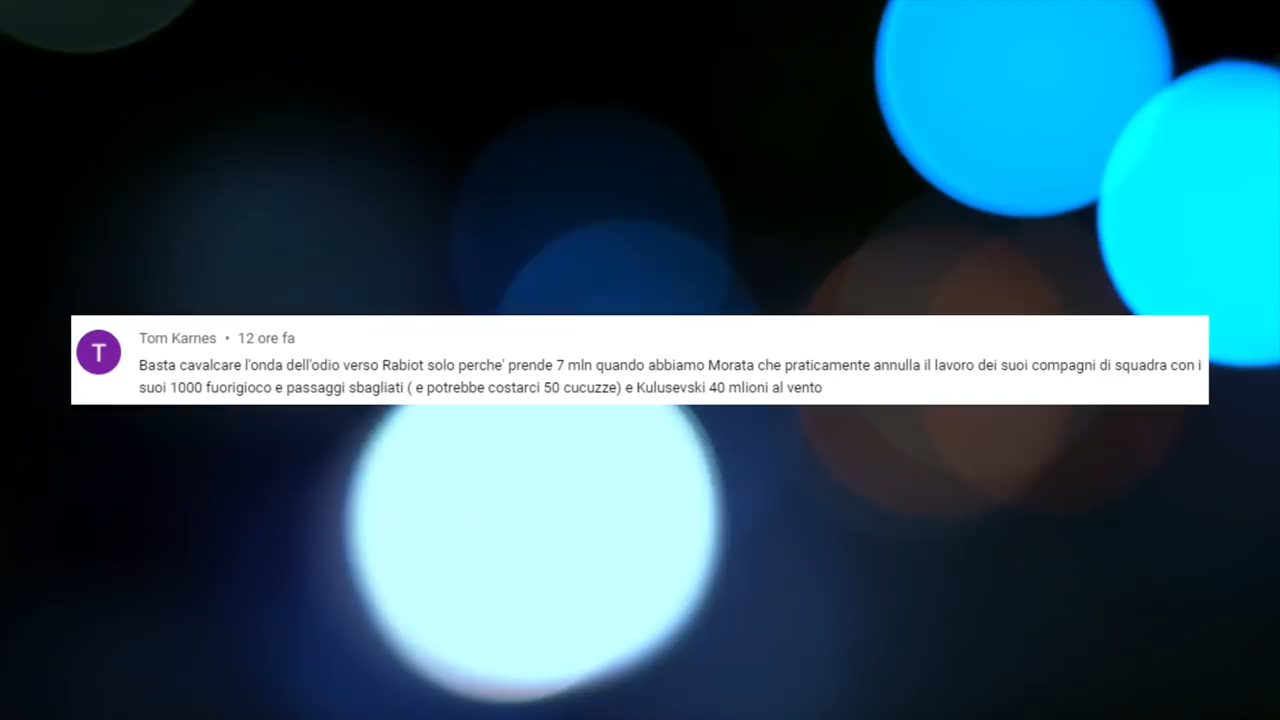 T
Tom Karnes • 12 ore fa
Basta cavalcare l'onda dell'odio verso Rabiot solo perche' prende 7 mln quando abbiamo Morata che praticamente annulla il lavoro dei suoi compagni di squadra con i
suoi 1000 fuorigioco e passaggi sbagliati ( e potrebbe costarci 50 cucuzze) e Kulusevski 40 mlioni al vento